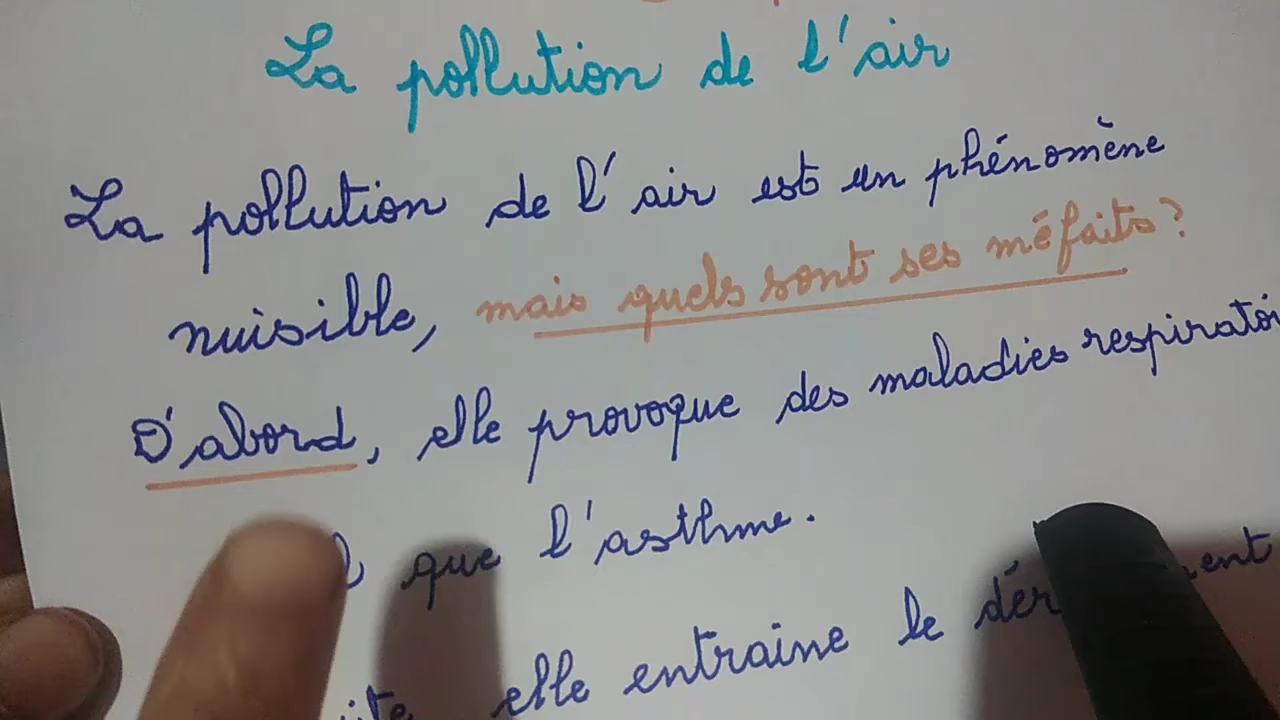 La pollution de l'air
La pollution de l'air est un phénomène
nuisible, mais quels sont ses méfaits?
D'abord, elle provoque des maladies
que l'asthme.
elle entraine le